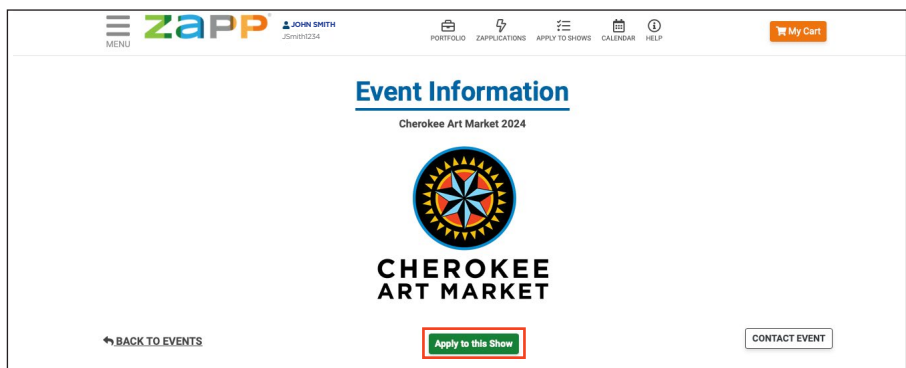 zapp
JOHN SMITH
JSmith1234
MENU
PORTFOLIO ZAPPLICATIONS APPLY TO SHOWS CALENDAR HELP
My Cart
Event Information
Cherokee Art Market 2024
CHEROKEE
ART MARKET
BACK TO EVENTS
Apply to this Show
CONTACT EVENT